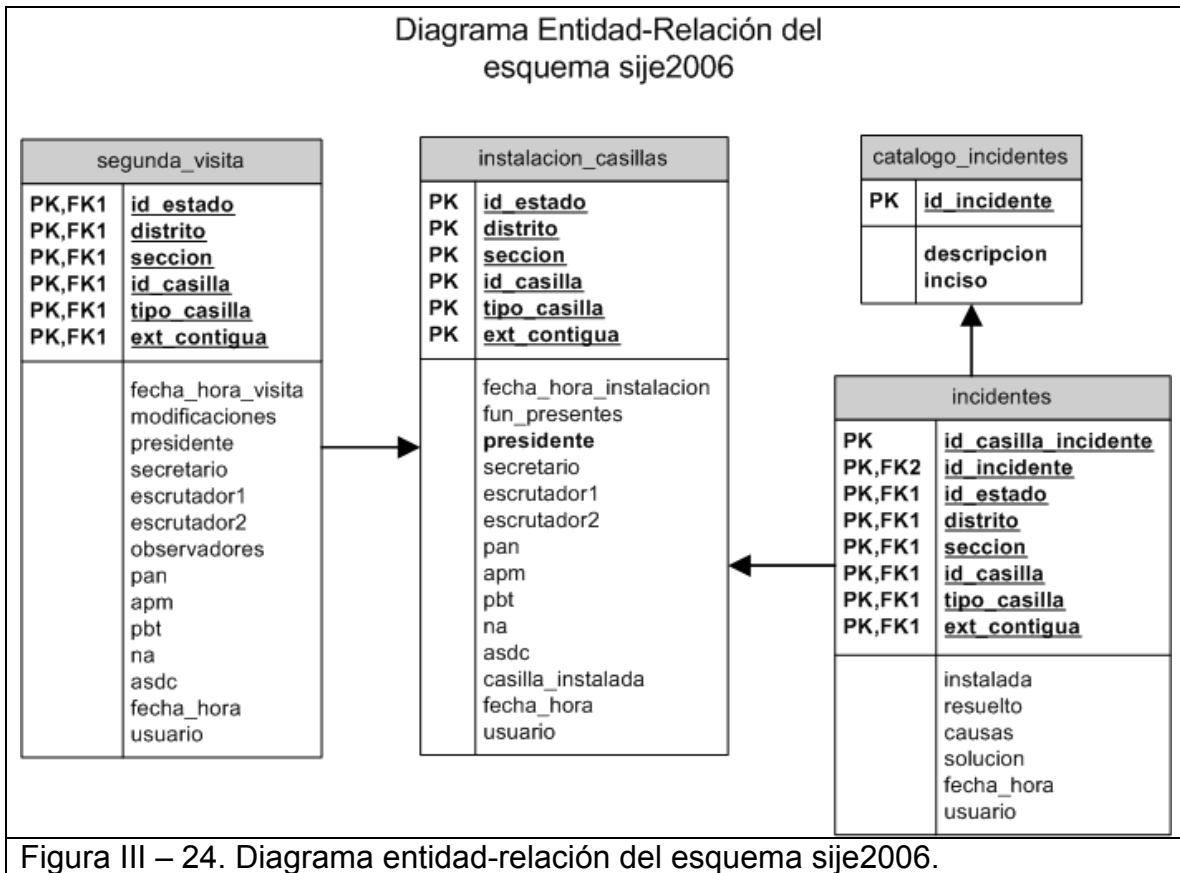 Diagrama Entidad-Relación del
esquema sije2006
segunda_visita
PK,FK1 id_estado
PK,FK1 distrito
PK,FK1 seccion
PK,FK1 id_casilla
PK,FK1 tipo_casilla
PK,FK1 ext_contigua
fecha_hora_visita
modificaciones
presidente
secretario
escrutador1
escrutador2
observadores
pan
apm
pbt
na
asdc
fecha_hora
usuario
instalacion_casillas
PK id_estado
PK distrito
PK seccion
PK id_casilla
PK tipo_casilla
PK ext_contigua
fecha_hora_instalacion
fun_presentes
presidente
secretario
escrutador1
escrutador2
pan
apm
pbt
na
asdc
casilla_instalada
fecha_hora
usuario
catalogo_incidentes
PK id_incidente
descripcion
inciso
incidentes
PK id_casilla_incidente
PK,FK2 id_incidente
PK,FK1 id_estado
PK,FK1 distrito
PK,FK1 seccion
PK,FK1 id_casilla
PK,FK1 tipo_casilla
PK,FK1 ext_contigua
instalada
resuelto
causas
solucion
fecha_hora
usuario
Figura III – 24. Diagrama entidad-relación del esquema sije2006.